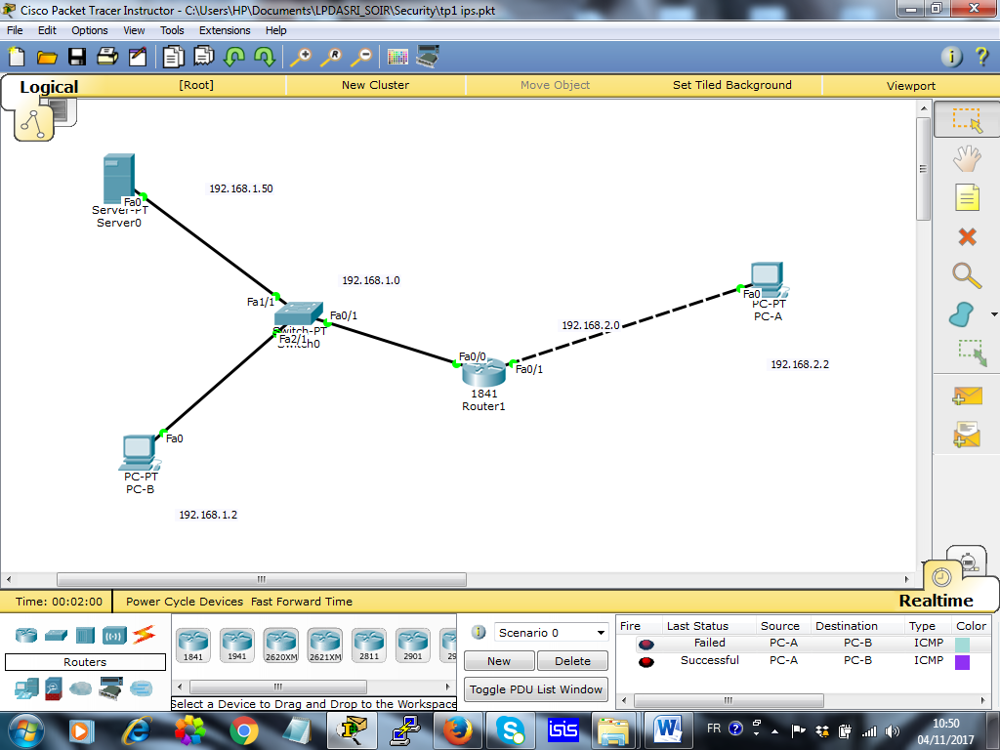 Cisco Packet Tracer Instructor - C:\Users\HP\Documents\LPDASRI_SOIR\Security\tp1 ips.pkt
File Edit Options View Tools Extensions Help
Logical [Root] New Cluster Move Object Set Tiled Background Viewport
192.168.1.50
Fa0
Server-PT
Server0
192.168.1.0
Fa1/1
Fa0/1
Switch-PT
Fa2/1
Switch0
192.168.2.0
Fa0
PC-PT
PC-A
192.168.2.2
Fa0/0
Fa0/1
1841
Router1
Fa0
PC-PT
PC-B
192.168.1.2
Time: 00:02:00 Power Cycle Devices Fast Forward Time
Realtime
Routers
1841 1941 2620XM 2621XM 2811 2901
Select a Device to Drag and Drop to the Workspace
Scenario 0
New Delete
Toggle PDU List Window
Fire Last Status Source Destination Type Color
Failed PC-A PC-B ICMP
Successful PC-A PC-B ICMP
isis
FR
10:50
04/11/2017